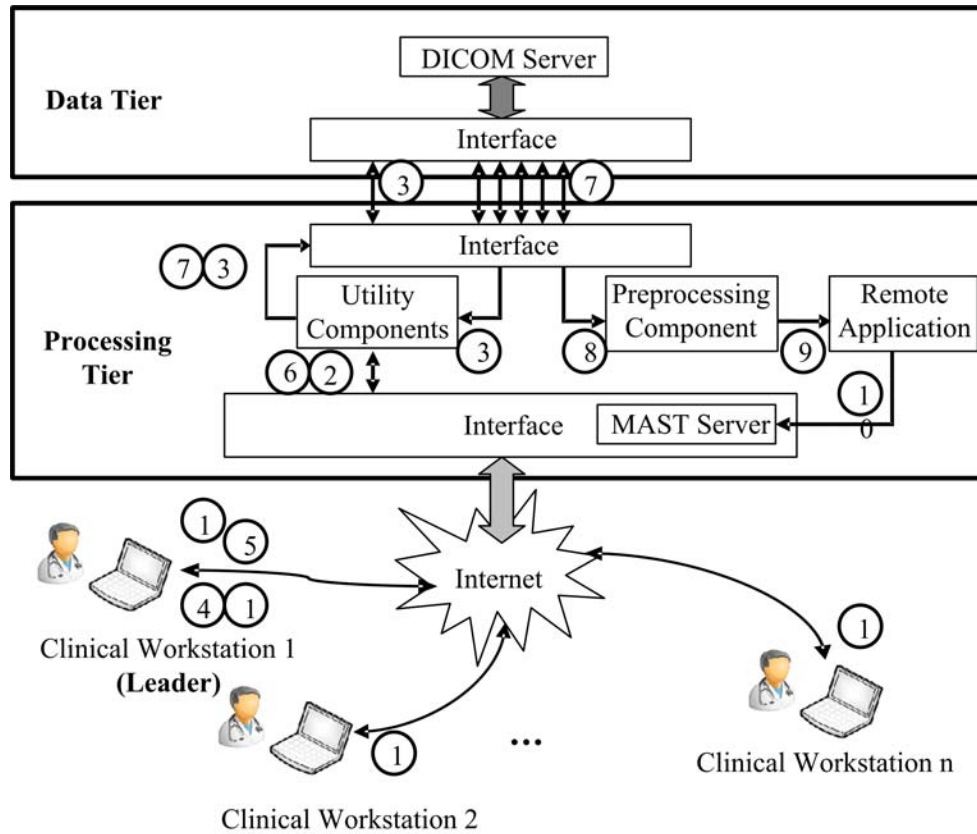 DICOM Server
Data Tier
Interface
3
7
Interface
7 3
Utility
Components
Preprocessing
Component
Remote
Application
Processing
Tier
3
8
9
6 2
1
0
Interface
MAST Server
1
5
Internet
4 1
Clinical Workstation 1
(Leader)
1
1
...
Clinical Workstation n
Clinical Workstation 2